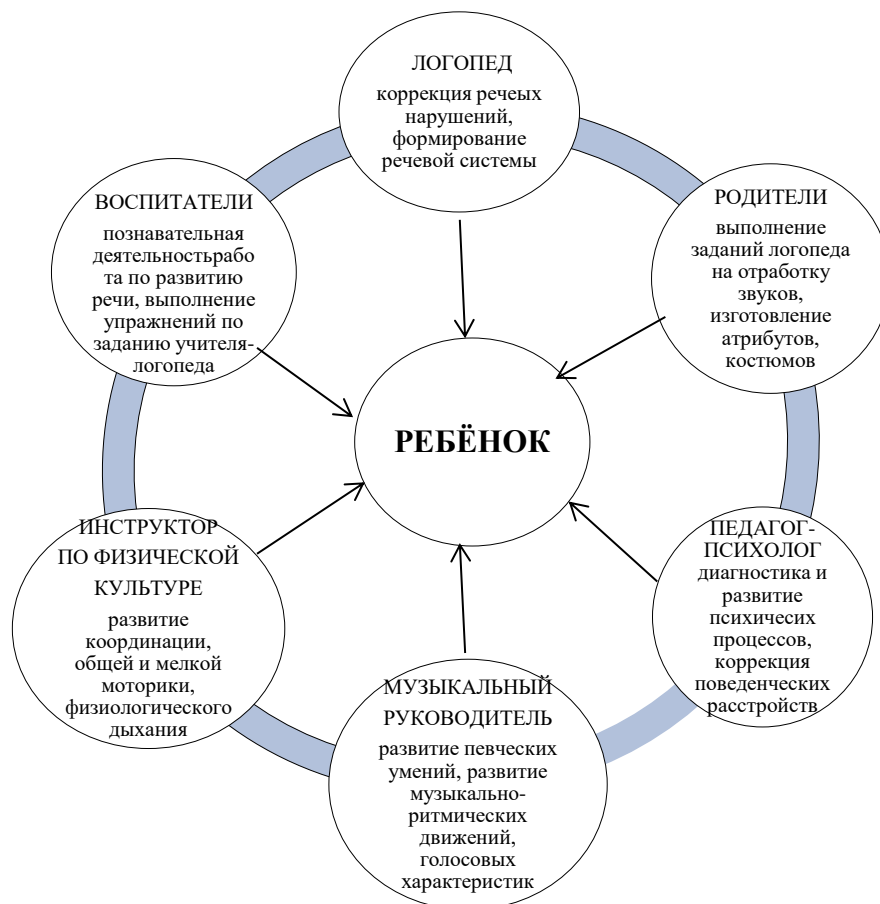 ЛОГОПЕД
коррекция речеых
нарушений,
формирование
речевой системы
РОДИТЕЛИ
выполнение
заданий логопеда
на отработку
звуков,
изготовление
атрибутов,
костюмов
ПЕДАГОГ-
ПСИХОЛОГ
диагностика и
развитие
психичесих
процессов,
коррекция
поведенческих
расстройств
МУЗЫКАЛЬНЫЙ
РУКОВОДИТЕЛЬ
развитие певческих
умений, развитие
музыкально-
ритмических
движений,
голосовых
характеристик
ИНСТРУКТОР
ПО ФИЗИЧЕСКОЙ
КУЛЬТУРЕ
развитие
координации,
общей и мелкой
моторики,
физиологического
дыхания
ВОСПИТАТЕЛИ
познавательная
деятельностьрабо
та по развитию
речи, выполнение
упражнений по
заданию учителя-
логопеда
РЕБЁНОК